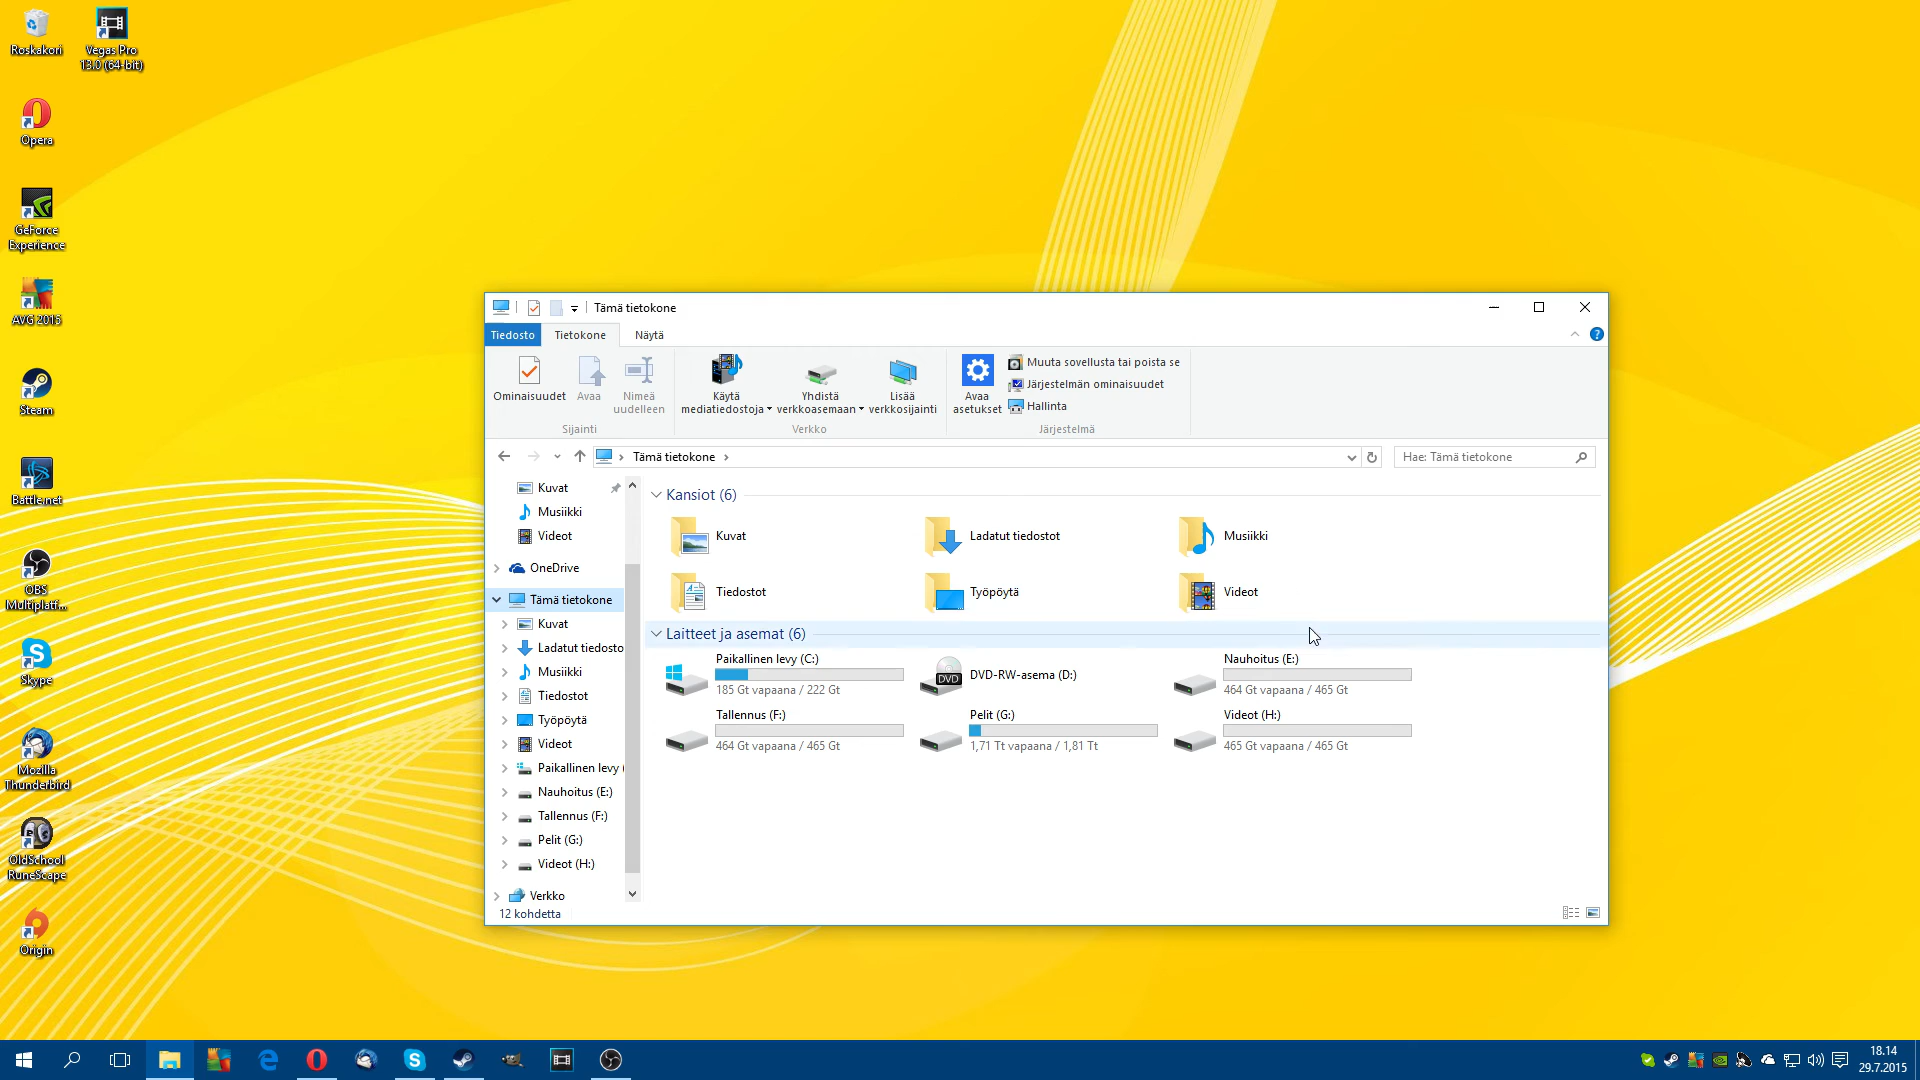 Roskakori
Vegas Pro
13.0 (64-bit)
Opera
GeForce
Experience
AVG 2015
Steam
Battle.net
OBS
Multiplatf...
Skype
Mozilla
Thunderbird
OldSchool
RuneScape
Origin
Tämä tietokone
Tiedosto
Tietokone
Näytä
Ominaisuudet
Avaa
Nimeä
uudelleen
Sijainti
Käytä
mediatiedostoja
Yhdistä
verkkoasemaan
Lisää
verkkosijainti
Verkko
Avaa
asetukset
Muuta sovellusta tai poista se
Järjestelmän ominaisuudet
Hallinta
Järjestelmä
Tämä tietokone
Hae: Tämä tietokone
Kuvat
Musiikki
Videot
OneDrive
Tämä tietokone
Kuvat
Ladatut tiedosto
Musiikki
Tiedostot
Työpöytä
Videot
Paikallinen levy (
Nauhoitus (E:)
Tallennus (F:)
Pelit (G:)
Videot (H:)
Verkko
12 kohdetta
Kansiot (6)
Kuvat
Ladatut tiedostot
Musiikki
Tiedostot
Työpöytä
Videot
Laitteet ja asemat (6)
Paikallinen levy (C:)
185 Gt vapaana / 222 Gt
DVD
DVD-RW-asema (D:)
Nauhoitus (E:)
464 Gt vapaana / 465 Gt
Tallennus (F:)
464 Gt vapaana / 465 Gt
Pelit (G:)
1,71 Tt vapaana / 1,81 Tt
Videot (H:)
465 Gt vapaana / 465 Gt
18.14
29.7.2015